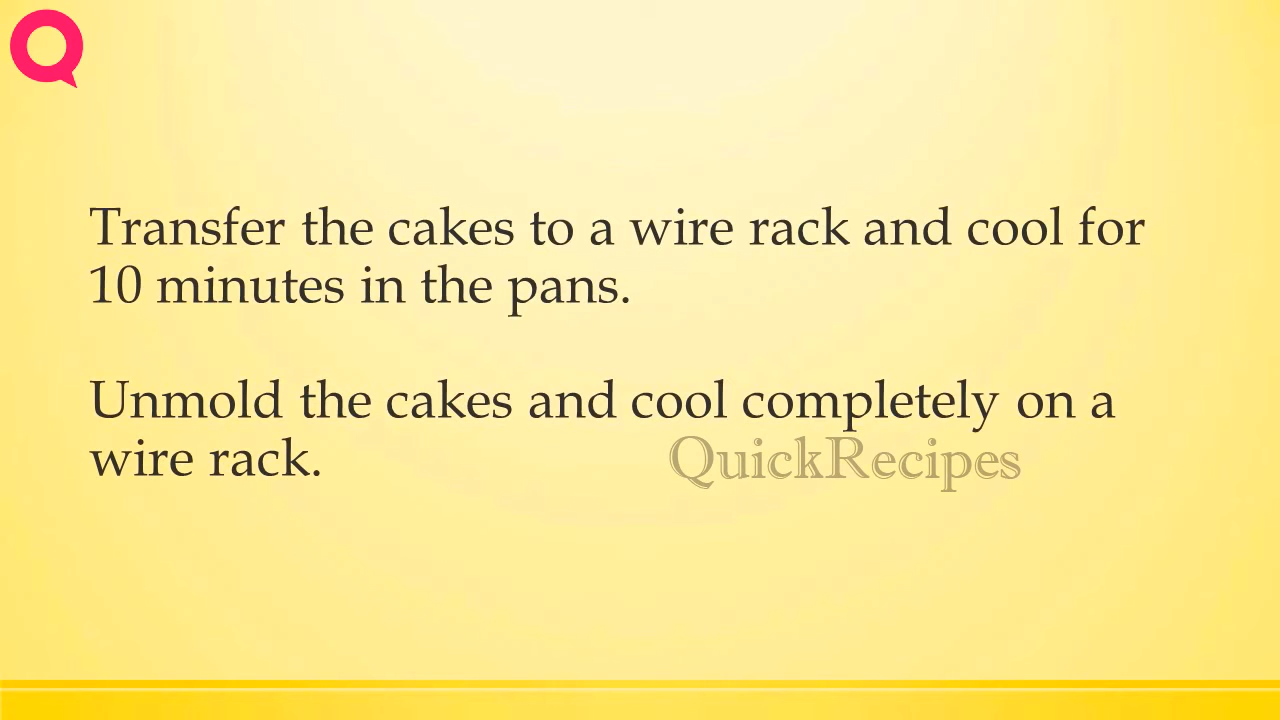 Transfer the cakes to a wire rack and cool for
10 minutes in the pans.
Unmold the cakes and cool completely on a
wire rack.
QuickRecipes